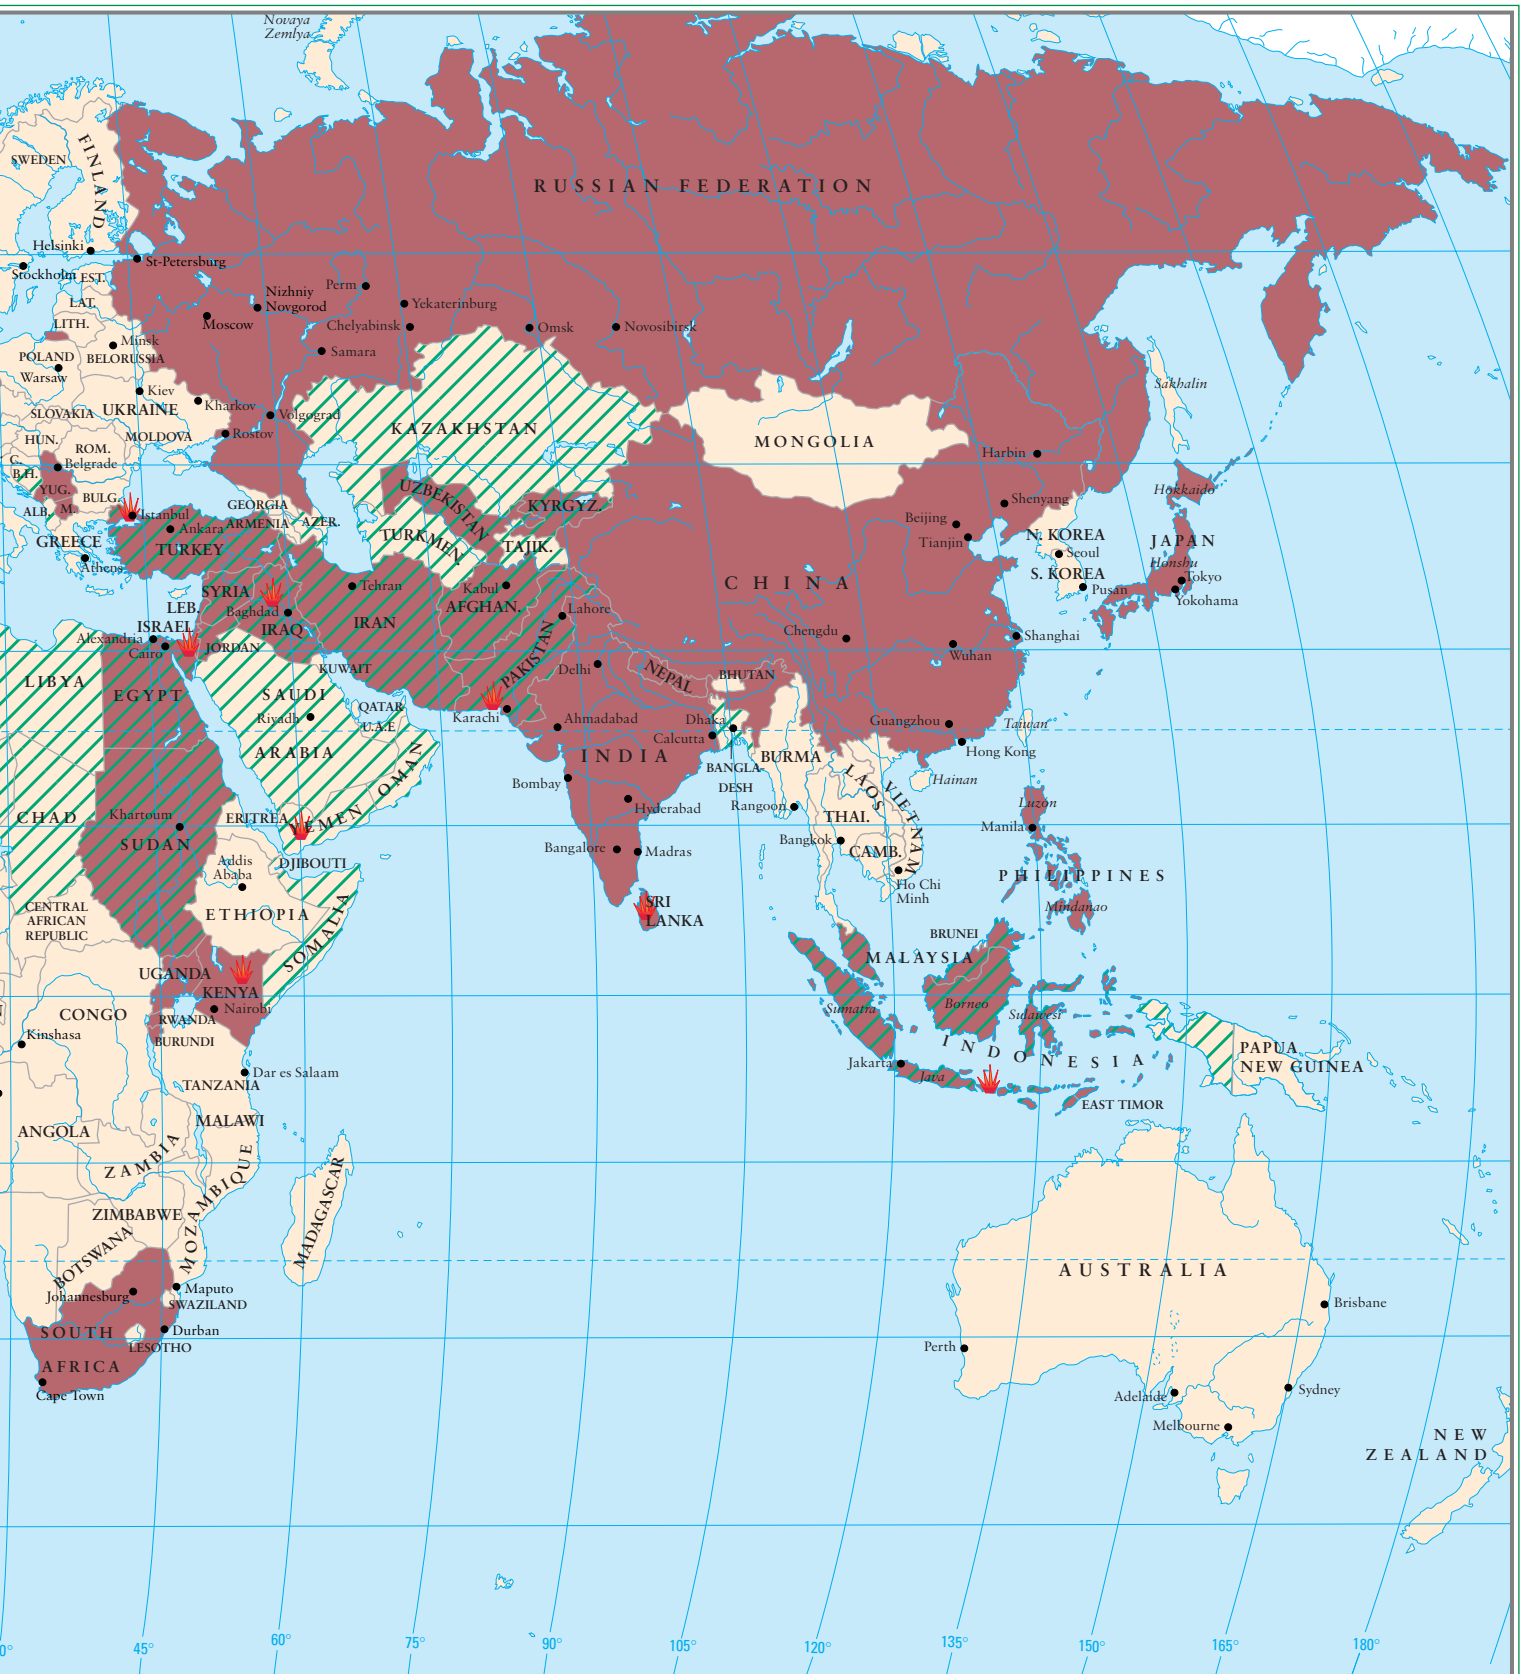 Novaya
Zemlya
FINLAND
SWEDEN
RUSSIAN FEDERATION
Helsinki
St-Petersburg
Stockholm
EST.
Perm
Nizhniy
Novgorod
Yekaterinburg
LAT.
LITH.
Moscow
Chelyabinsk
Omsk
Novosibirsk
Minsk
Samara
POLAND
BELORUSSIA
Warsaw
Sakhalin
Kiev
SLOVAKIA
UKRAINE
Kharkov
Volgograd
KAZAKHSTAN
HUN.
MOLDOVA
Rostov
MONGOLIA
ROM.
C.
Belgrade
Harbin
B.H.
YUG.
UZBEKISTAN
Hokkaido
BULG.
Shenyang
ALB.
M.
Istanbul
GEORGIA
KYRGYZ.
Beijing
Ankara
ARMENIA
AZER.
GREECE
TURKEY
TURKMEN.
TAJIK.
Tianjin
N. KOREA
JAPAN
Seoul
Honshu
Athens
S. KOREA
Tokyo
SYRIA
Tehran
Kabul
CHINA
Pusan
Yokohama
LEB.
Baghdad
AFGHAN.
Lahore
ISRAEL
IRAQ
IRAN
Chengdu
Shanghai
Alexandria
Cairo
JORDAN
Wuhan
KUWAIT
PAKISTAN
Delhi
NEPAL
BHUTAN
LIBYA
EGYPT
SAUDI
QATAR
Riyadh
Karachi
Ahmadabad
Dhaka
Guangzhou
Taiwan
U.A.E
Calcutta
Hong Kong
ARABIA
INDIA
BURMA
OMAN
BANGLA-
DESH
Bombay
LAOS
Hainan
VIETNAM
Hyderabad
Rangoon
Luzon
CHAD
Khartoum
ERITREA
YEMEN
THAI.
Manila
SUDAN
Bangkok
Bangalore
Madras
CAMB.
Addis
Ababa
DJIBOUTI
PHILIPPINES
Ho Chi
Minh
CENTRAL
AFRICAN
REPUBLIC
ETHIOPIA
SOMALIA
SRI
LANKA
Mindanao
BRUNEI
MALAYSIA
UGANDA
KENYA
Nairobi
Sumatra
Borneo
Sulawesi
CONGO
RWANDA
Kinshasa
BURUNDI
INDONESIA
PAPUA
NEW GUINEA
Dar es Salaam
Jakarta
Java
TANZANIA
EAST TIMOR
MALAWI
ANGOLA
ZAMBIA
MADAGASCAR
MOZAMBIQUE
ZIMBABWE
BOTSWANA
AUSTRALIA
Johannesburg
Maputo
SWAZILAND
Brisbane
SOUTH
Durban
LESOTHO
Perth
AFRICA
Cape Town
Adelaide
Sydney
Melbourne
NEW
ZEALAND
0°
45°
60°
75°
90°
105°
120°
135°
150°
165°
180°